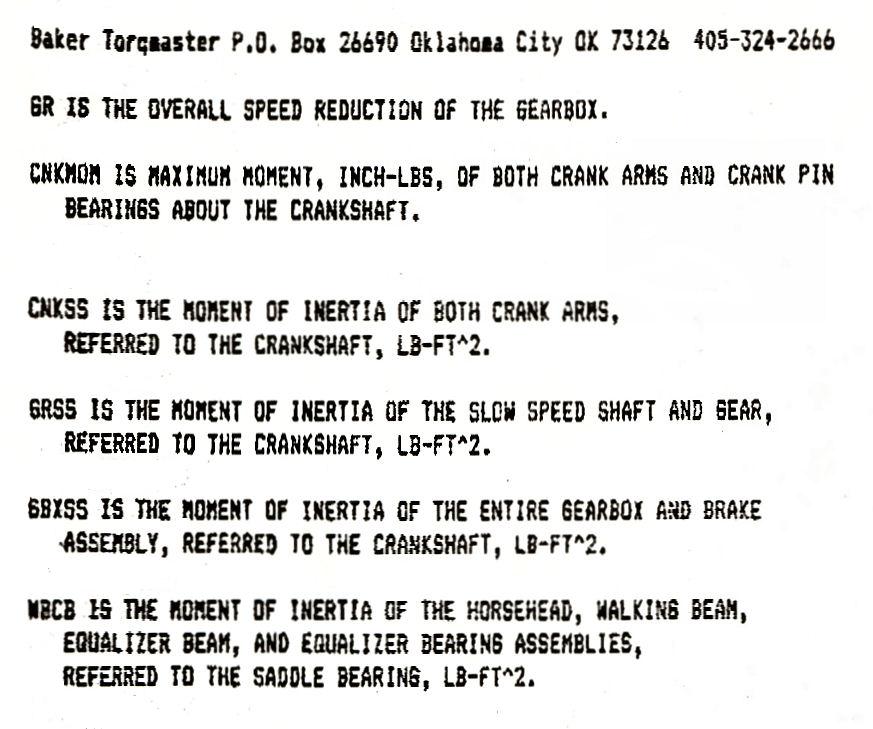 Baker Torqmaster P.O. Box 26690 Oklahoma City OK 73126 405-324-2666
GR IS THE OVERALL SPEED REDUCTION OF THE GEARBOX.
CNKMOM IS MAXIMUM MOMENT, INCH-LBS, OF BOTH CRANK ARMS AND CRANK PIN
BEARINGS ABOUT THE CRANKSHAFT.
CNKSS IS THE MOMENT OF INERTIA OF BOTH CRANK ARMS,
REFERRED TO THE CRANKSHAFT, LB-FT^2.
GRSS IS THE MOMENT OF INERTIA OF THE SLOW SPEED SHAFT AND GEAR,
REFERRED TO THE CRANKSHAFT, LB-FT^2.
GBXSS IS THE MOMENT OF INERTIA OF THE ENTIRE GEARBOX AND BRAKE
ASSEMBLY, REFERRED TO THE CRANKSHAFT, LB-FT^2.
WBCB IS THE MOMENT OF INERTIA OF THE HORSEHEAD, WALKING BEAM,
EQUALIZER BEAM, AND EQUALIZER BEARING ASSEMBLIES,
REFERRED TO THE SADDLE BEARING, LB-FT^2.